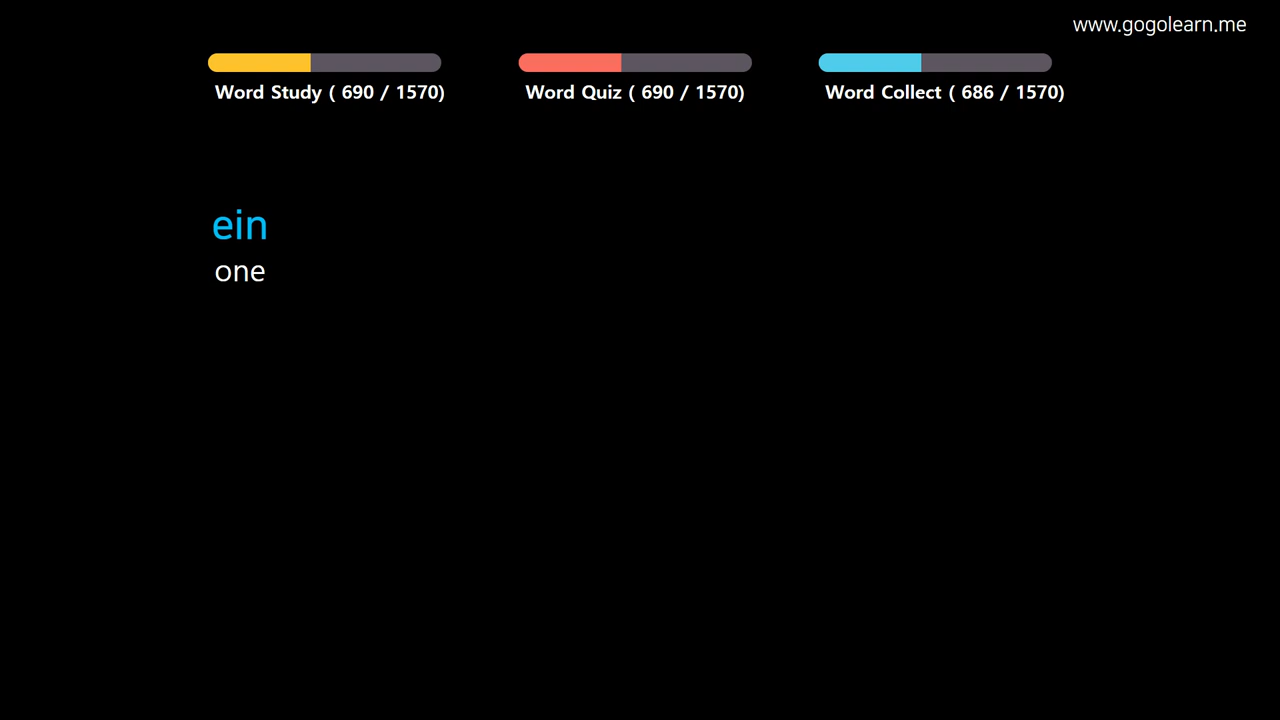 www.gogolearn.me
Word Study ( 690 / 1570)
Word Quiz ( 690 / 1570)
Word Collect ( 686 / 1570)
ein
one